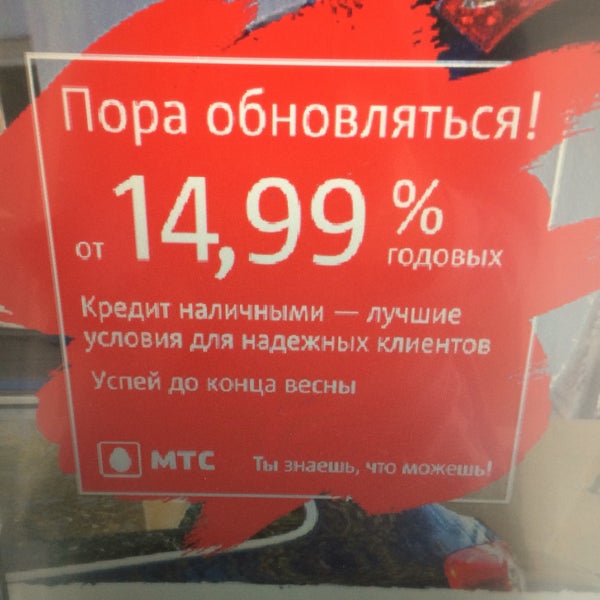 Пора обновляться!
от 14,99 % годовых
Кредит наличными — лучшие
условия для надежных клиентов
Успей до конца весны
МТС Ты знаешь, что можешь!